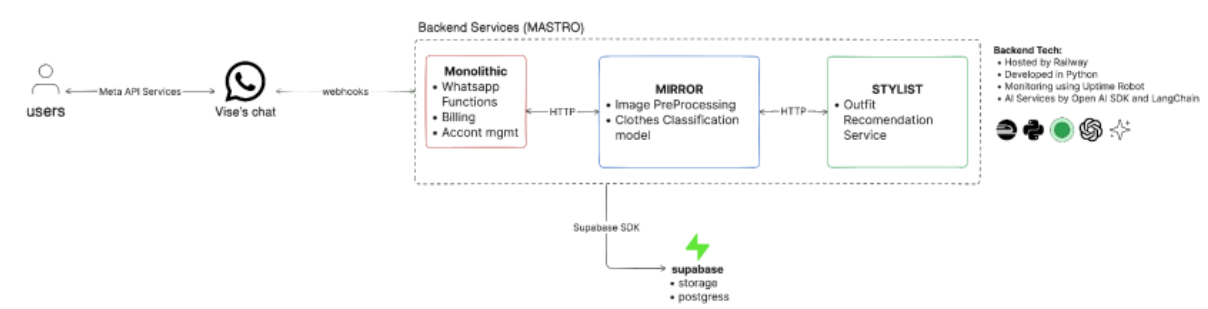 Backend Services (MASTRO)
users
Meta API Services
Vise's chat
webhooks
Monolithic
• Whatsapp
Functions
• Billing
• Accont mgmt
HTTP
MIRROR
• Image PreProcessing
• Clothes Classification
model
HTTP
STYLIST
• Outfit
Recomendation
Service
Backend Tech:
• Hosted by Railway
• Developed in Python
• Monitoring using Uptime Robot
• AI Services by Open AI SDK and LangChain
Supabase SDK
supabase
• storage
• postgress